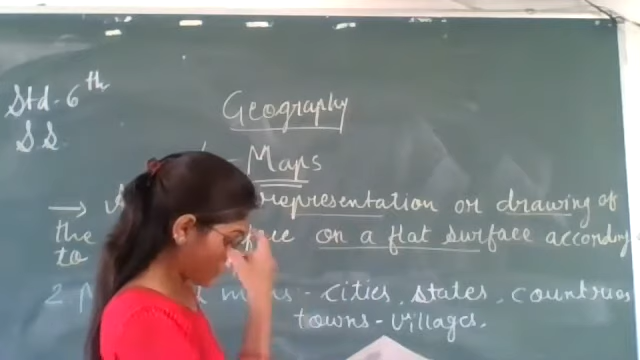 Std-6th
SS
Geography
- Maps
→ representation or drawing of
the on a flat surface according
to
2 maps - cities, states, countries
towns - villages.